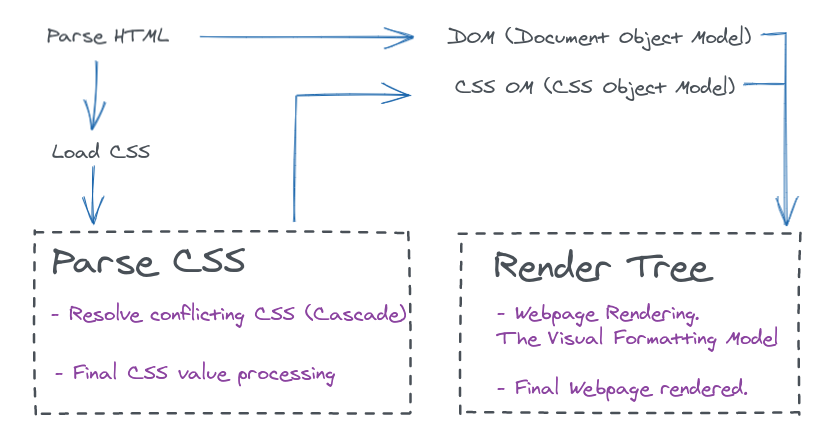 Parse HTML
DOM (Document Object Model)
CSS OM (CSS Object Model)
Load CSS
Parse CSS
- Resolve conflicting CSS (Cascade)
- Final CSS value processing
Render Tree
- Webpage Rendering.
The Visual Formatting Model
- Final Webpage rendered.